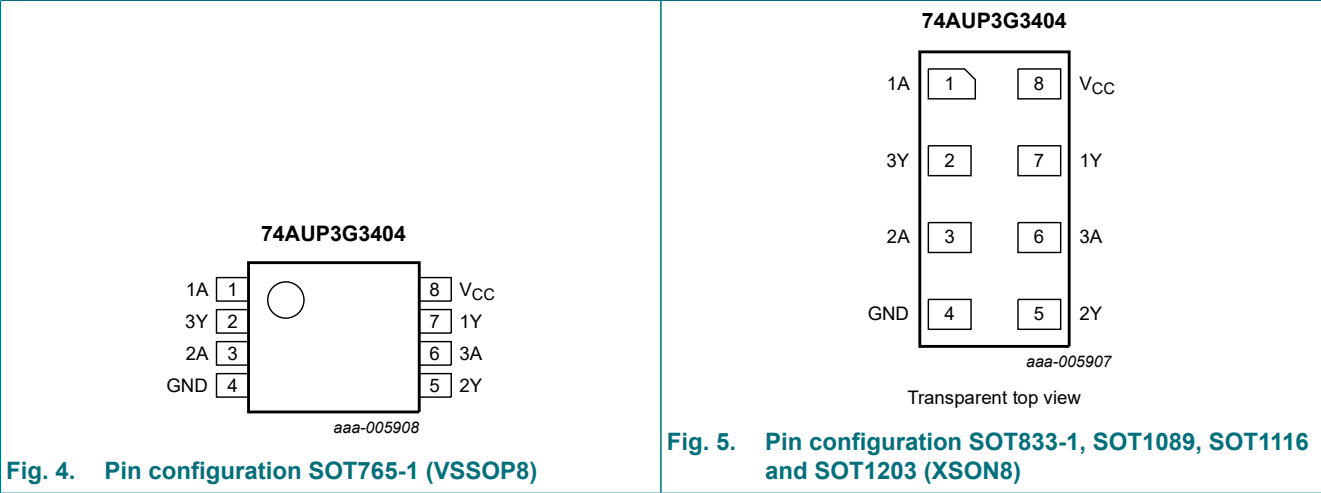 74AUP3G3404
1A 1 8 VCC
3Y 2 7 1Y
2A 3 6 3A
GND 4 5 2Y
aaa-005908
Fig. 4. Pin configuration SOT765-1 (VSSOP8)
74AUP3G3404
1A 1 8 VCC
3Y 2 7 1Y
2A 3 6 3A
GND 4 5 2Y
aaa-005907
Transparent top view
Fig. 5. Pin configuration SOT833-1, SOT1089, SOT1116
and SOT1203 (XSON8)